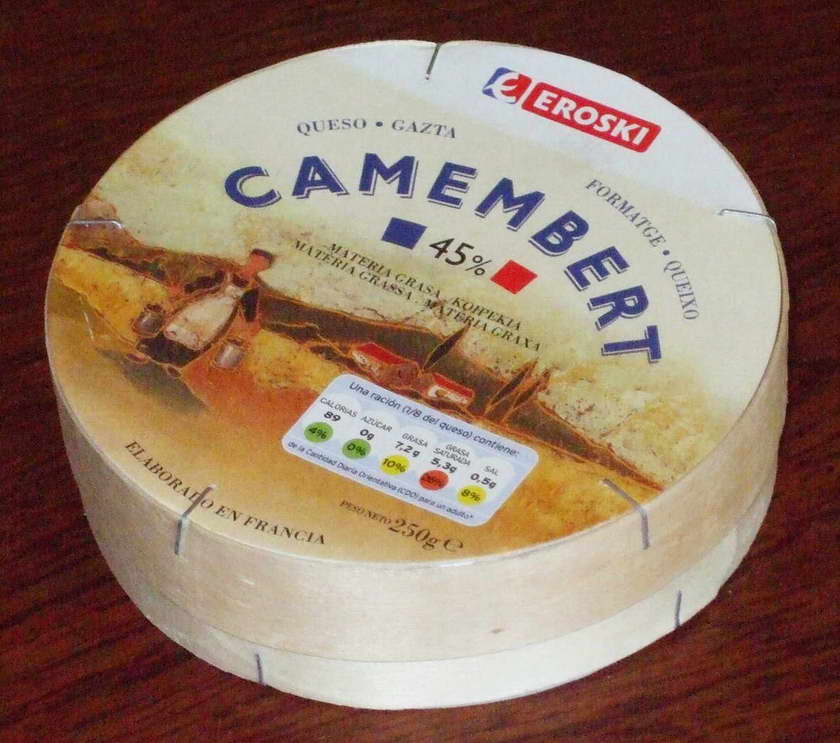 EROSKI
QUESO • GAZTA
FORMATGE • QUEIXO
CAMEMBERT
45%
MATERIA GRASA - KOIPEKIA
MATÈRIA GRASSA - MATERIA GRAXA
Una ración (1/8 del queso) contiene:
CALORÍAS AZÚCAR GRASA GRASA SATURADA SAL
89 0g 7,2g 5,3g 0,5g
4% 0% 10% 8%
de la Cantidad Diaria Orientativa (CDO) para un adulto*
PESO NETO 250g e
ELABORADO EN FRANCIA